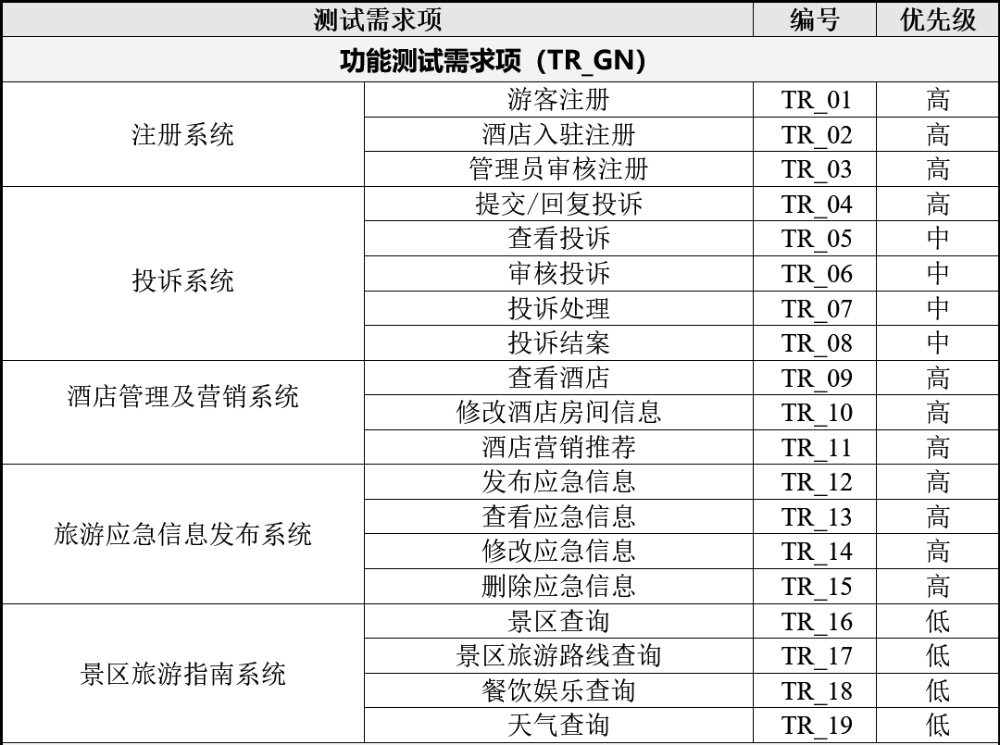 测试需求项 编号 优先级
功能测试需求项（TR_GN）
注册系统 游客注册 TR_01 高
酒店入驻注册 TR_02 高
管理员审核注册 TR_03 高
投诉系统 提交/回复投诉 TR_04 高
查看投诉 TR_05 中
审核投诉 TR_06 中
投诉处理 TR_07 中
投诉结案 TR_08 中
酒店管理及营销系统 查看酒店 TR_09 高
修改酒店房间信息 TR_10 高
酒店营销推荐 TR_11 高
旅游应急信息发布系统 发布应急信息 TR_12 高
查看应急信息 TR_13 高
修改应急信息 TR_14 高
删除应急信息 TR_15 高
景区旅游指南系统 景区查询 TR_16 低
景区旅游路线查询 TR_17 低
餐饮娱乐查询 TR_18 低
天气查询 TR_19 低